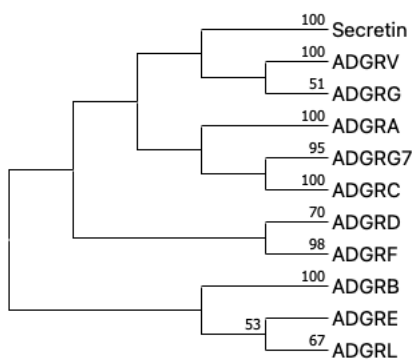 100 Secretin
100 ADGRV
51 ADGRG
100 ADGRA
95 ADGRG7
100 ADGRC
70 ADGRD
98 ADGRF
100 ADGRB
53 ADGRE
67 ADGRL